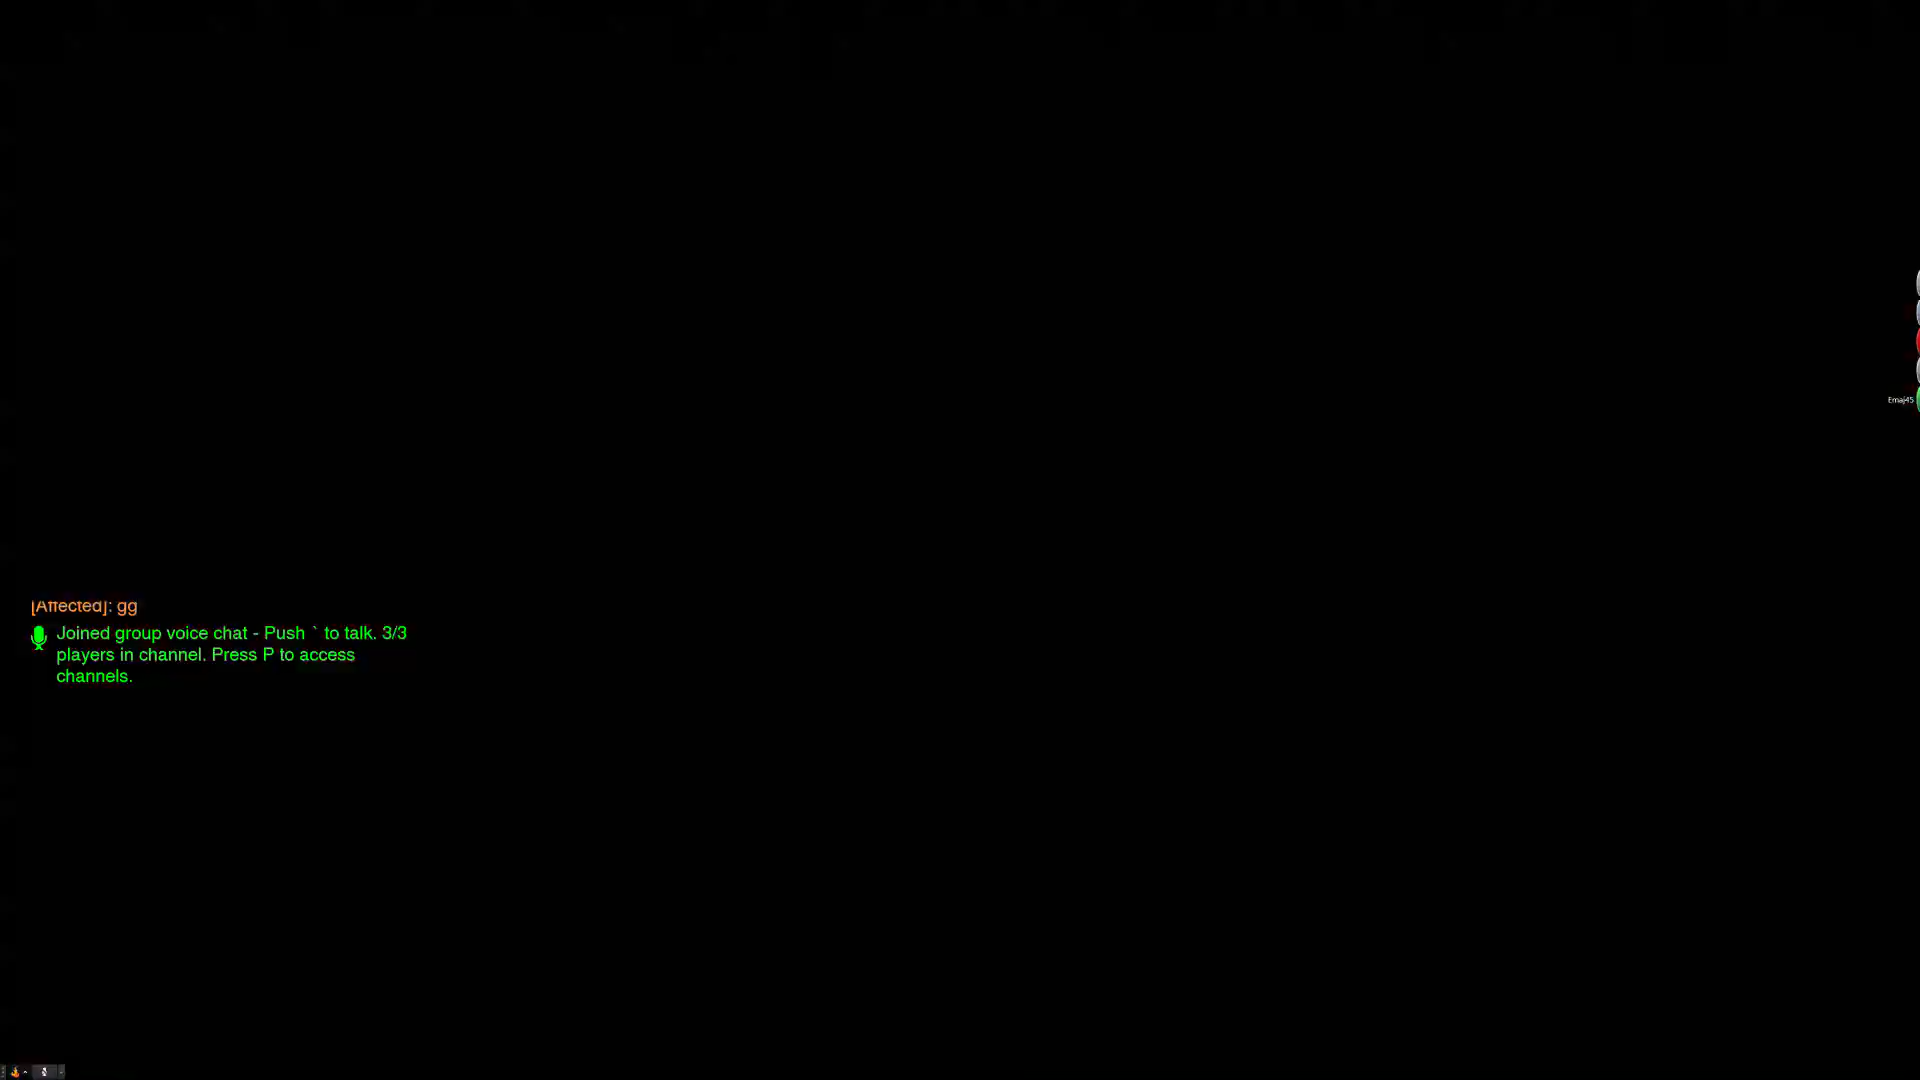 Emaj45
[Affected]: gg
Joined group voice chat - Push ` to talk. 3/3
players in channel. Press P to access
channels.